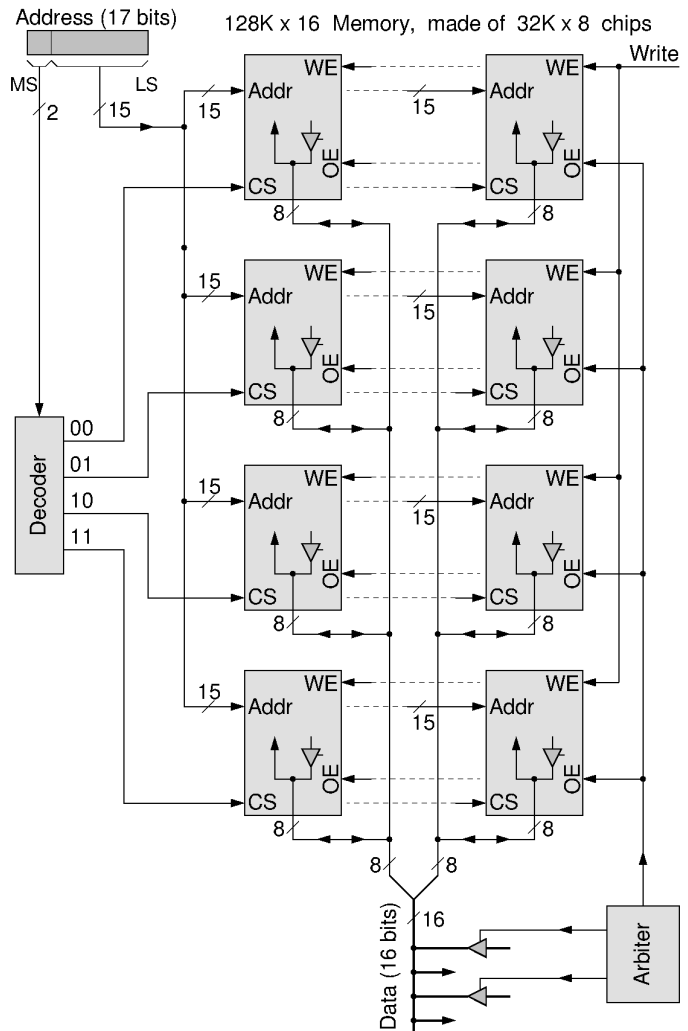 Address (17 bits)
128K x 16 Memory, made of 32K x 8 chips
Write
MS
LS
2
15
15
WE
Addr
OE
CS
8
15
WE
Addr
OE
CS
8
15
WE
Addr
OE
CS
8
15
WE
Addr
OE
CS
8
Decoder
00
01
10
11
15
WE
Addr
OE
CS
8
15
WE
Addr
OE
CS
8
15
WE
Addr
OE
CS
8
15
WE
Addr
OE
CS
8
8
8
16
Data (16 bits)
Arbiter